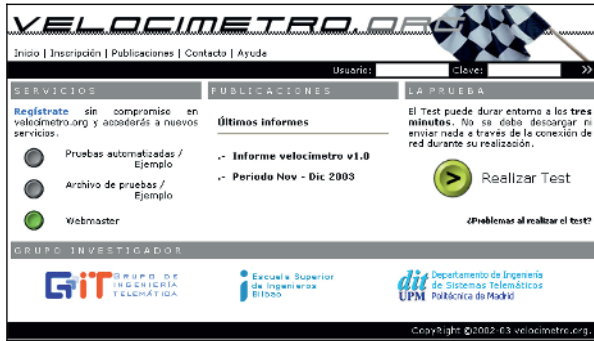 VELOCIMETRO.ORG
Inicio | Inscripción | Publicaciones | Contacto | Ayuda
Usuario: Clave: >>
SERVICIOS
Regístrate sin compromiso en
velocimetro.org y accederás a nuevos
servicios.
Pruebas automatizadas /
Ejemplo
Archivo de pruebas /
Ejemplo
Webmaster
PUBLICACIONES
Últimos informes
.- Informe velocimetro v1.0
.- Periodo Nov - Dic 2003
LA PRUEBA
El Test puede durar entorno a los tres
minutos. No se debe descargar ni
enviar nada a través de la conexión de
red durante su realización.
> Realizar Test
¿Problemas al realizar el test?
GRUPO INVESTIGADOR
GiT GRUPO DE
INGENIERÍA
TELEMÁTICA
Escuela Superior
de Ingenieros
Bilbao
dit UPM Departamento de Ingeniería
de Sistemas Telemáticos
Politécnica de Madrid
CopyRight ©2002-03 velocimetro.org.